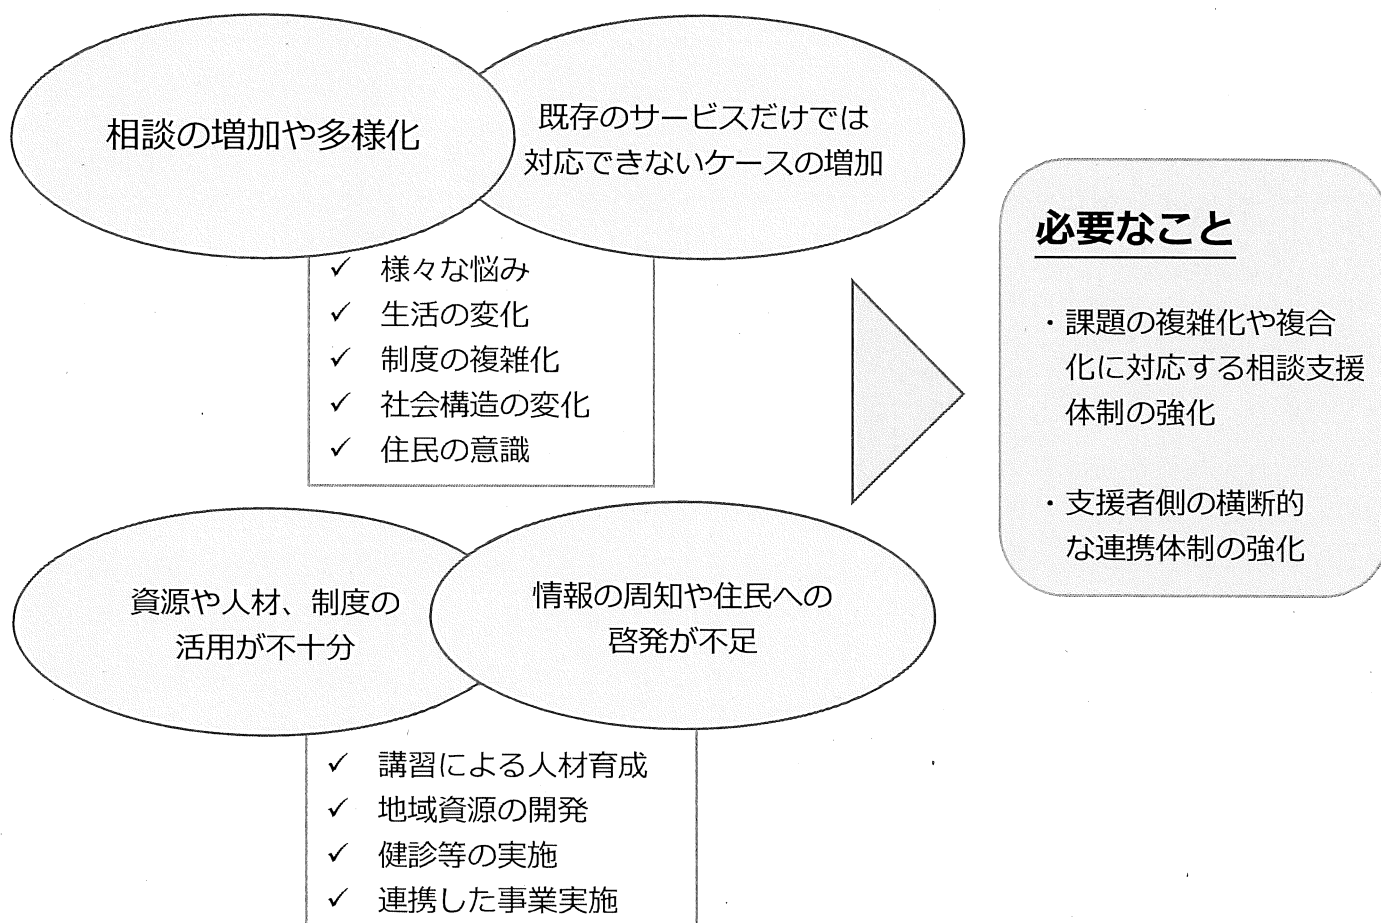 相談の増加や多様化
既存のサービスだけでは
対応できないケースの増加
✓ 様々な悩み
✓ 生活の変化
✓ 制度の複雑化
✓ 社会構造の変化
✓ 住民の意識
資源や人材、制度の
活用が不十分
情報の周知や住民への
啓発が不足
✓ 講習による人材育成
✓ 地域資源の開発
✓ 健診等の実施
✓ 連携した事業実施
必要なこと
・課題の複雑化や複合
化に対応する相談支援
体制の強化
・支援者側の横断的
な連携体制の強化